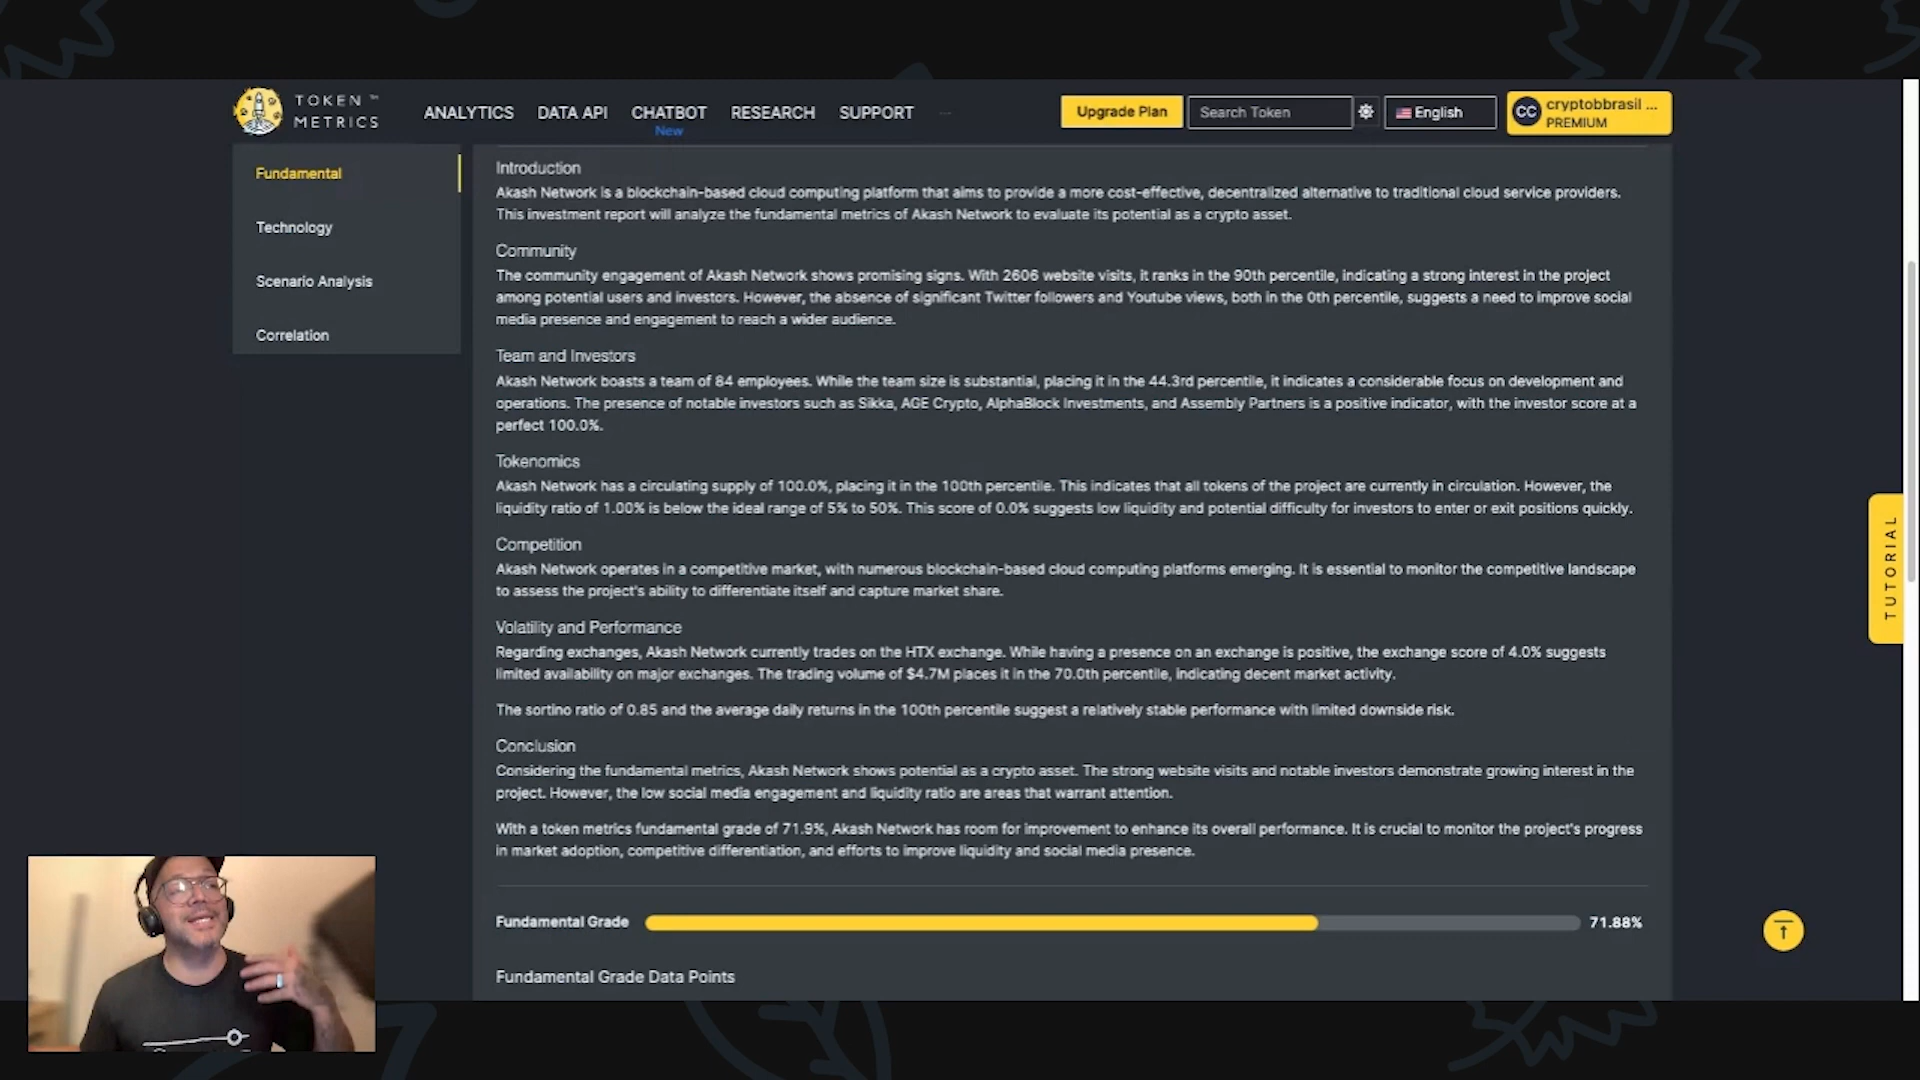 TOKEN ™
METRICS
ANALYTICS
DATA API
CHATBOT
New
RESEARCH
SUPPORT
Upgrade Plan
Search Token
English
CC
cryptobbrasil ...
PREMIUM
Fundamental
Technology
Scenario Analysis
Correlation
Introduction
Akash Network is a blockchain-based cloud computing platform that aims to provide a more cost-effective, decentralized alternative to traditional cloud service providers.
This investment report will analyze the fundamental metrics of Akash Network to evaluate its potential as a crypto asset.
Community
The community engagement of Akash Network shows promising signs. With 2606 website visits, it ranks in the 90th percentile, indicating a strong interest in the project
among potential users and investors. However, the absence of significant Twitter followers and Youtube views, both in the 0th percentile, suggests a need to improve social
media presence and engagement to reach a wider audience.
Team and Investors
Akash Network boasts a team of 84 employees. While the team size is substantial, placing it in the 44.3rd percentile, it indicates a considerable focus on development and
operations. The presence of notable investors such as Sikka, AGE Crypto, AlphaBlock Investments, and Assembly Partners is a positive indicator, with the investor score at a
perfect 100.0%.
Tokenomics
Akash Network has a circulating supply of 100.0%, placing it in the 100th percentile. This indicates that all tokens of the project are currently in circulation. However, the
liquidity ratio of 1.00% is below the ideal range of 5% to 50%. This score of 0.0% suggests low liquidity and potential difficulty for investors to enter or exit positions quickly.
Competition
Akash Network operates in a competitive market, with numerous blockchain-based cloud computing platforms emerging. It is essential to monitor the competitive landscape
to assess the project's ability to differentiate itself and capture market share.
Volatility and Performance
Regarding exchanges, Akash Network currently trades on the HTX exchange. While having a presence on an exchange is positive, the exchange score of 4.0% suggests
limited availability on major exchanges. The trading volume of $4.7M places it in the 70.0th percentile, indicating decent market activity.
The sortino ratio of 0.85 and the average daily returns in the 100th percentile suggest a relatively stable performance with limited downside risk.
Conclusion
Considering the fundamental metrics, Akash Network shows potential as a crypto asset. The strong website visits and notable investors demonstrate growing interest in the
project. However, the low social media engagement and liquidity ratio are areas that warrant attention.
With a token metrics fundamental grade of 71.9%, Akash Network has room for improvement to enhance its overall performance. It is crucial to monitor the project's progress
in market adoption, competitive differentiation, and efforts to improve liquidity and social media presence.
Fundamental Grade
71.88%
Fundamental Grade Data Points
TUTORIAL